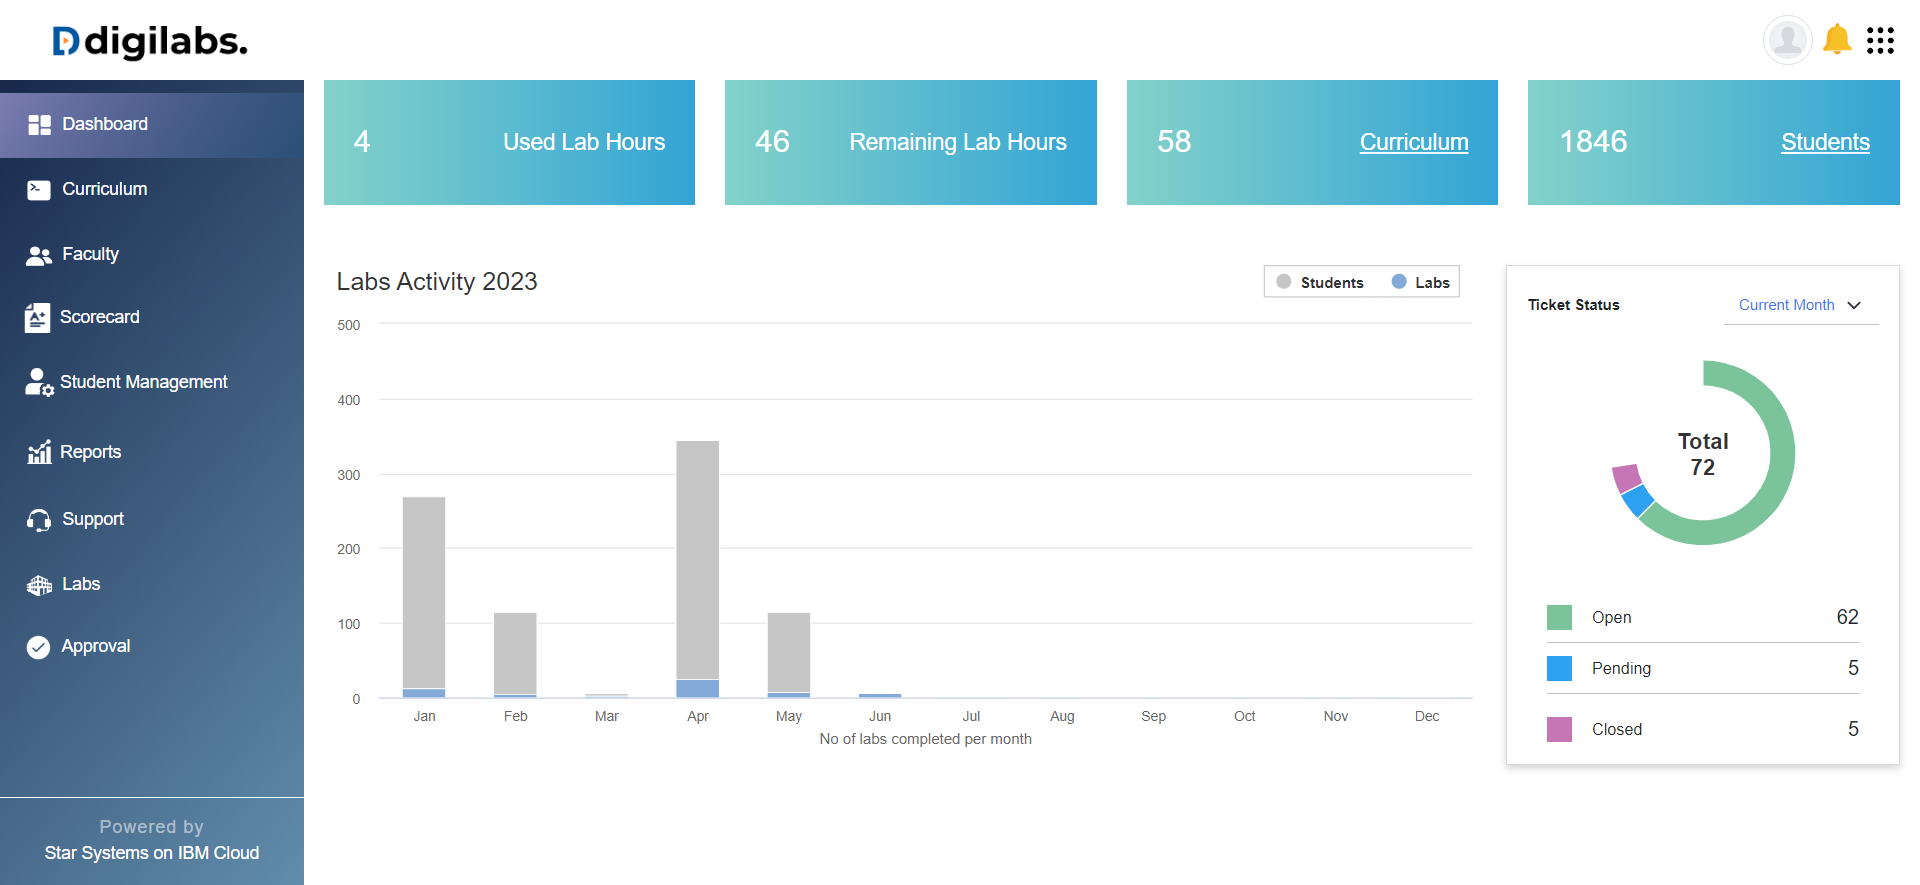 digilabs.
Dashboard
Curriculum
Faculty
Scorecard
Student Management
Reports
Support
Labs
Approval
Powered by
Star Systems on IBM Cloud
4 Used Lab Hours
46 Remaining Lab Hours
58 Curriculum
1846 Students
Labs Activity 2023
Students Labs
500
400
300
200
100
0
Jan Feb Mar Apr May Jun Jul Aug Sep Oct Nov Dec
No of labs completed per month
Ticket Status Current Month
Total
72
Open 62
Pending 5
Closed 5